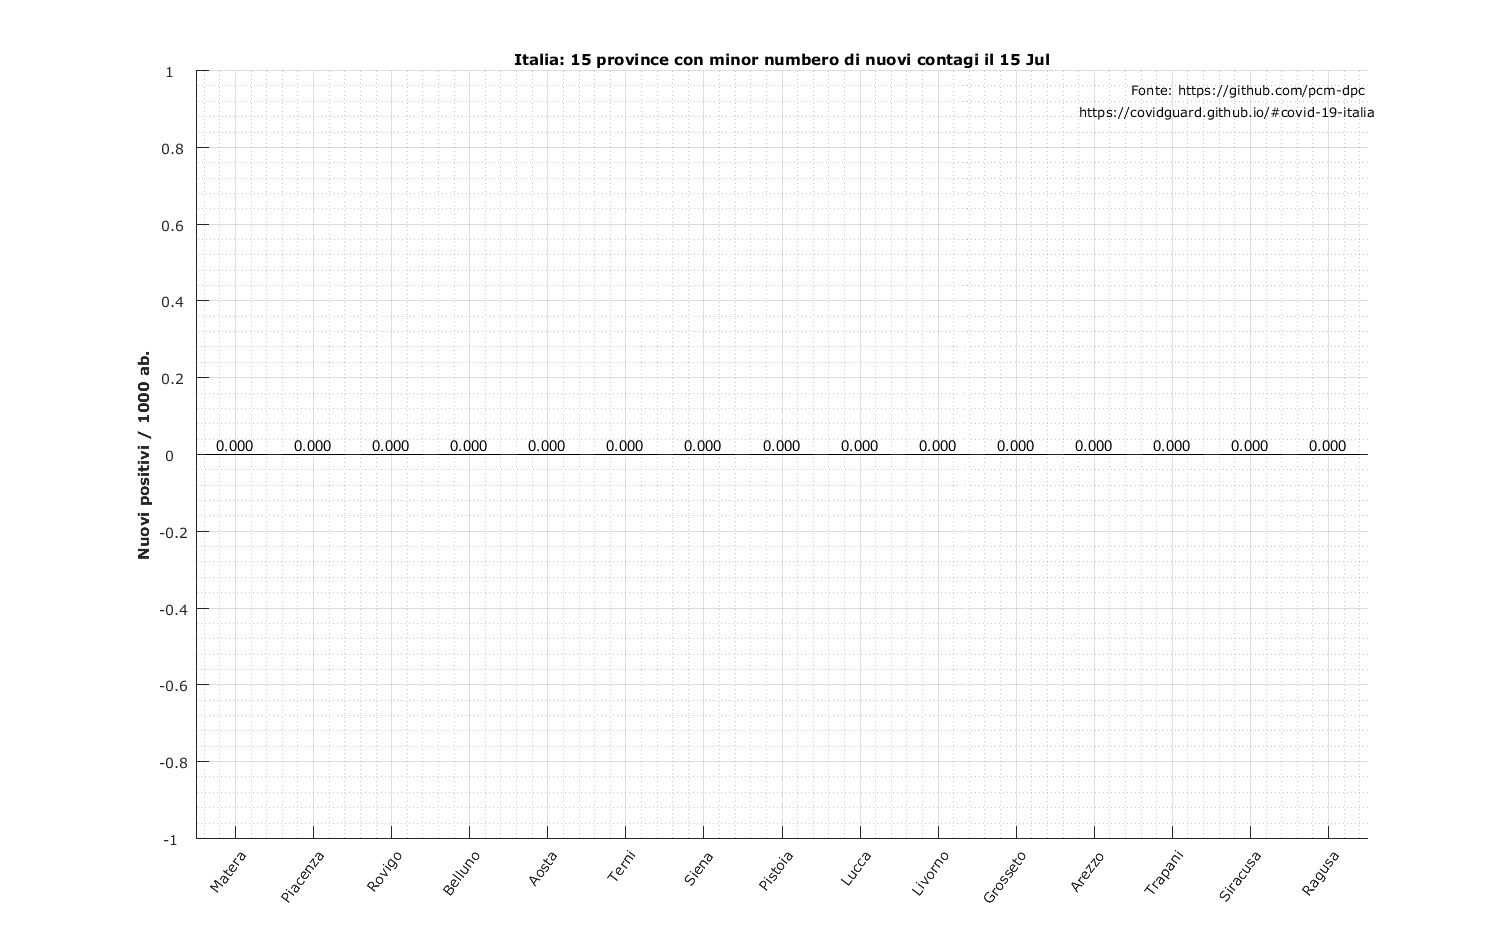 Italia: 15 province con minor numbero di nuovi contagi il 15 Jul
Fonte: https://github.com/pcm-dpc
https://covidguard.github.io/#covid-19-italia
Nuovi positivi / 1000 ab.
1
0.8
0.6
0.4
0.2
0
-0.2
-0.4
-0.6
-0.8
-1
0.000 0.000 0.000 0.000 0.000 0.000 0.000 0.000 0.000 0.000 0.000 0.000 0.000 0.000 0.000
Matera Piacenza Rovigo Belluno Aosta Terni Siena Pistoia Lucca Livorno Grosseto Arezzo Trapani Siracusa Ragusa